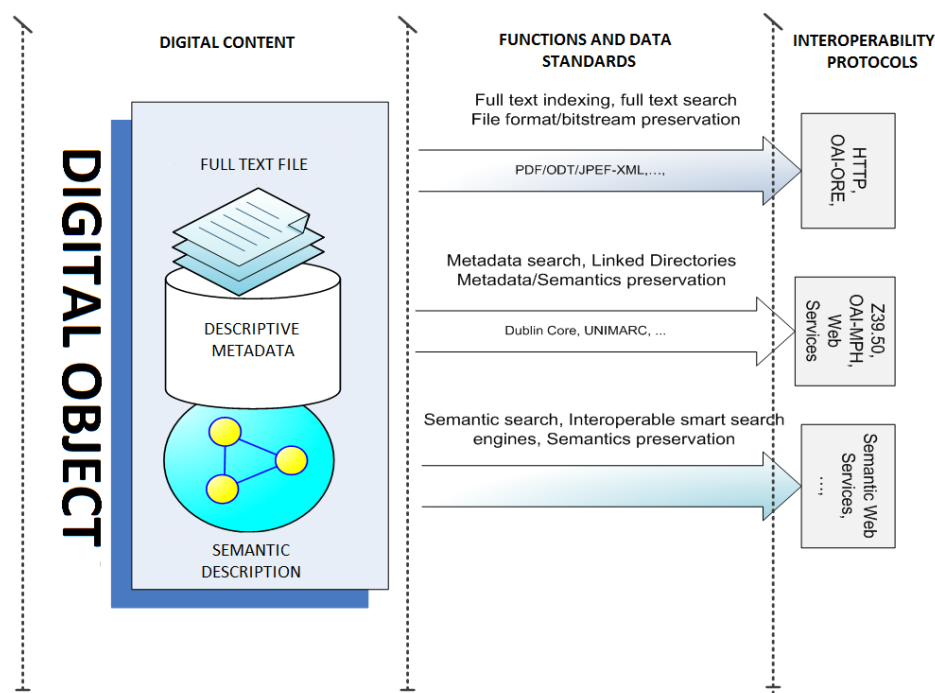 DIGITAL CONTENT
FUNCTIONS AND DATA
STANDARDS
INTEROPERABILITY
PROTOCOLS
DIGITAL OBJECT
FULL TEXT FILE
DESCRIPTIVE
METADATA
SEMANTIC
DESCRIPTION
Full text indexing, full text search
File format/bitstream preservation
PDF/ODT/JPEF-XML,...,
HTTP,
OAI-ORE,
Metadata search, Linked Directories
Metadata/Semantics preservation
Dublin Core, UNIMARC, ...
Z39.50,
OAI-MPH,
Web
Services
Semantic search, Interoperable smart search
engines, Semantics preservation
Semantic Web
Services,
...,